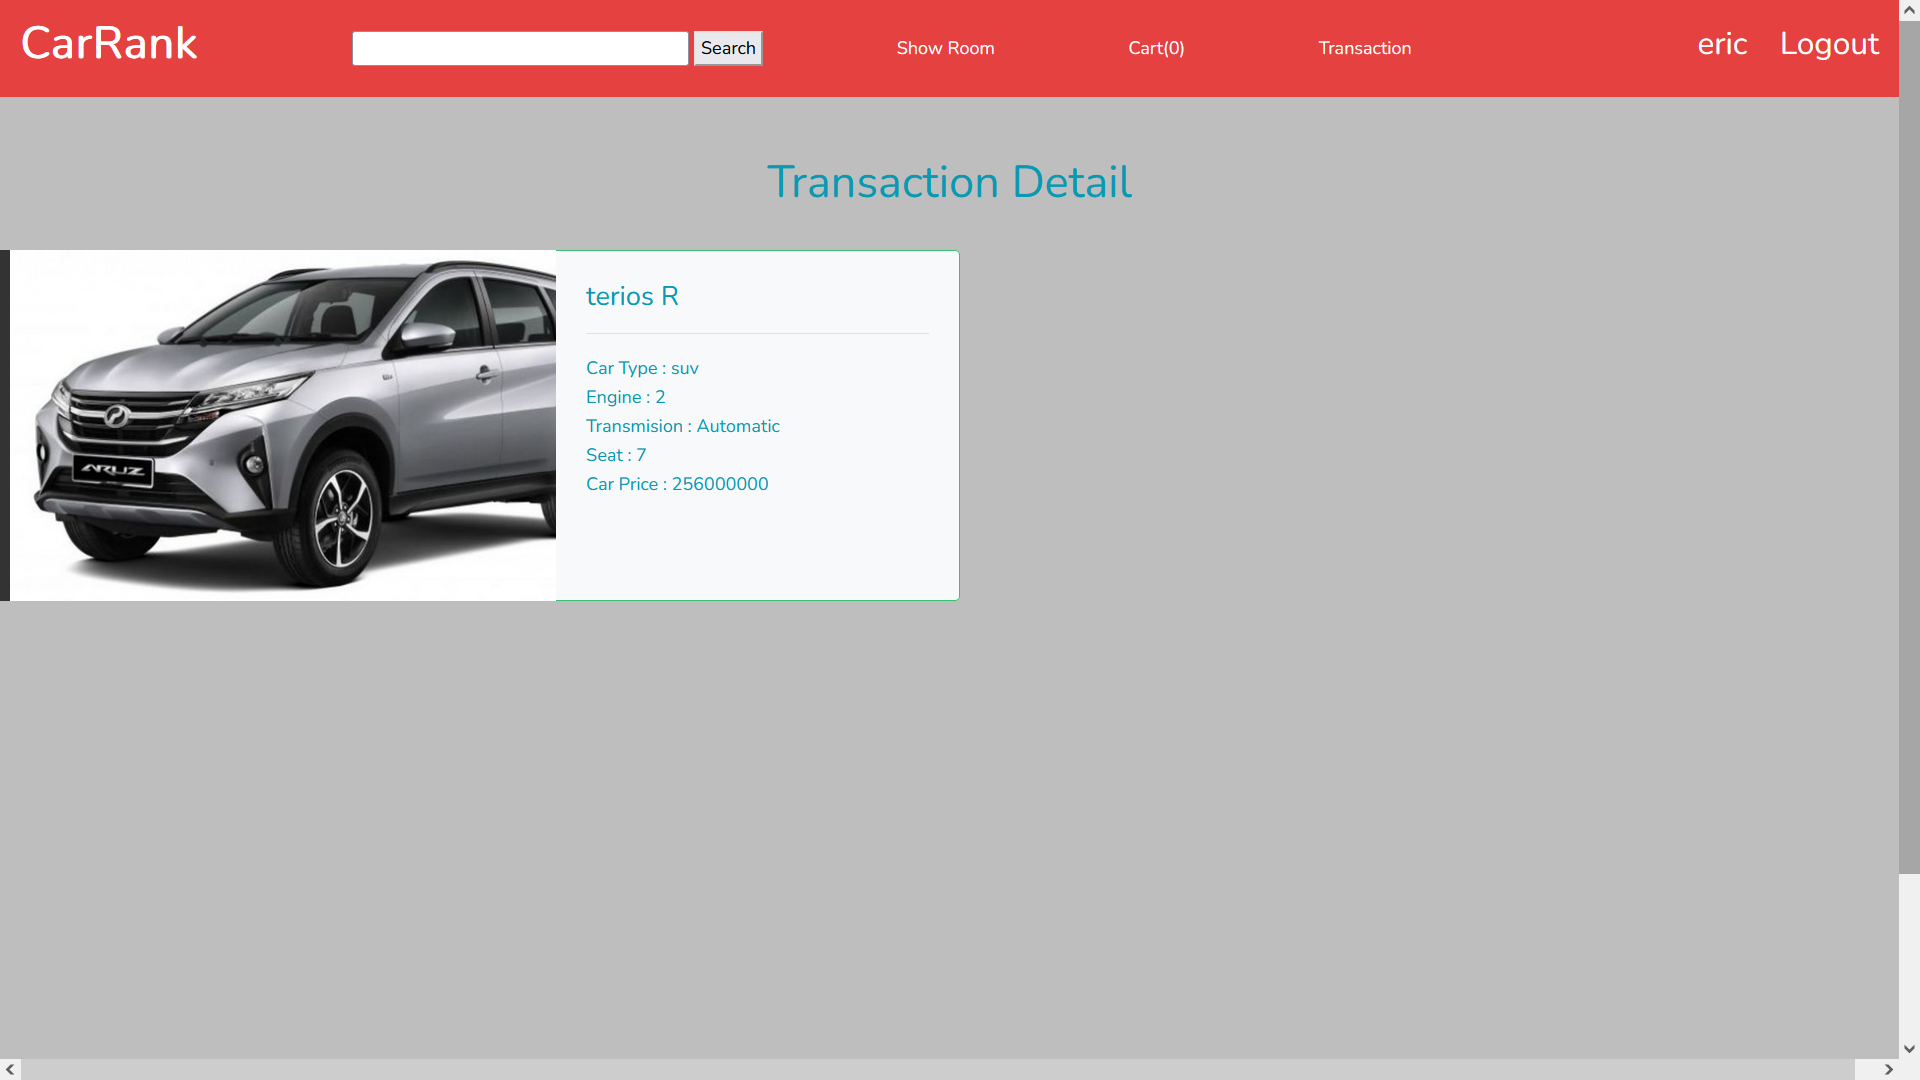 CarRank
Search
Show Room
Cart(0)
Transaction
eric
Logout
Transaction Detail
terios R
Car Type : suv
Engine : 2
Transmision : Automatic
Seat : 7
Car Price : 256000000
ARUZ